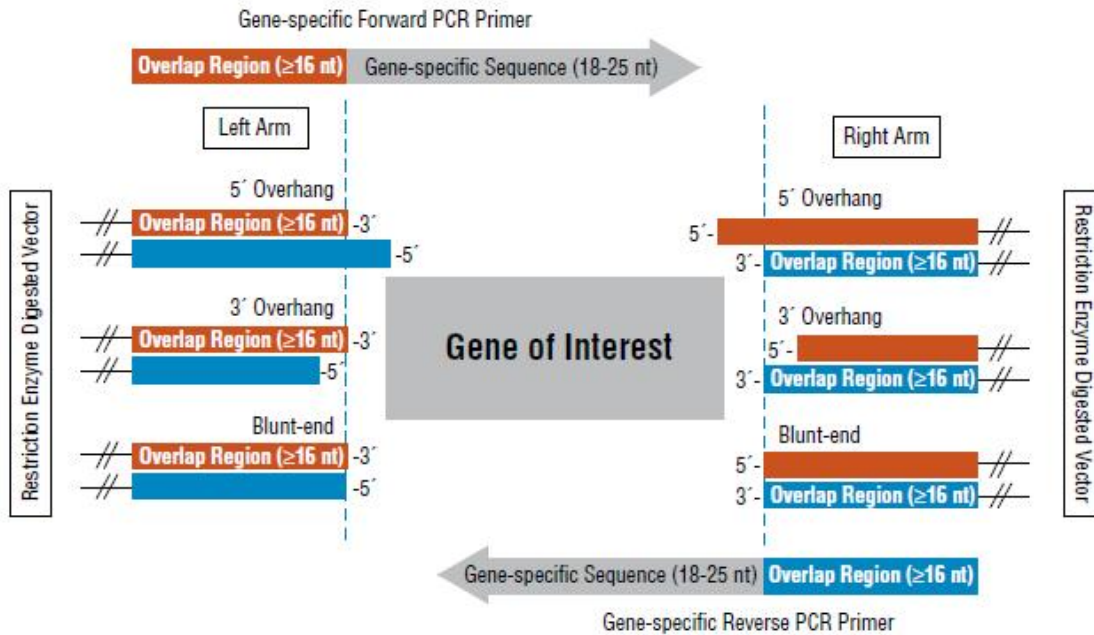 Gene-specific Forward PCR Primer
Overlap Region (≥16 nt) Gene-specific Sequence (18-25 nt)
Left Arm
Right Arm
Restriction Enzyme Digested Vector
5´ Overhang
Overlap Region (≥16 nt) -3´
-5´
3´ Overhang
Overlap Region (≥16 nt) -3´
-5´
Blunt-end
Overlap Region (≥16 nt) -3´
-5´
Gene of Interest
5´ Overhang
5´-
3´- Overlap Region (≥16 nt)
3´ Overhang
5´-
3´- Overlap Region (≥16 nt)
Blunt-end
5´-
3´- Overlap Region (≥16 nt)
Restriction Enzyme Digested Vector
Gene-specific Sequence (18-25 nt) Overlap Region (≥16 nt)
Gene-specific Reverse PCR Primer